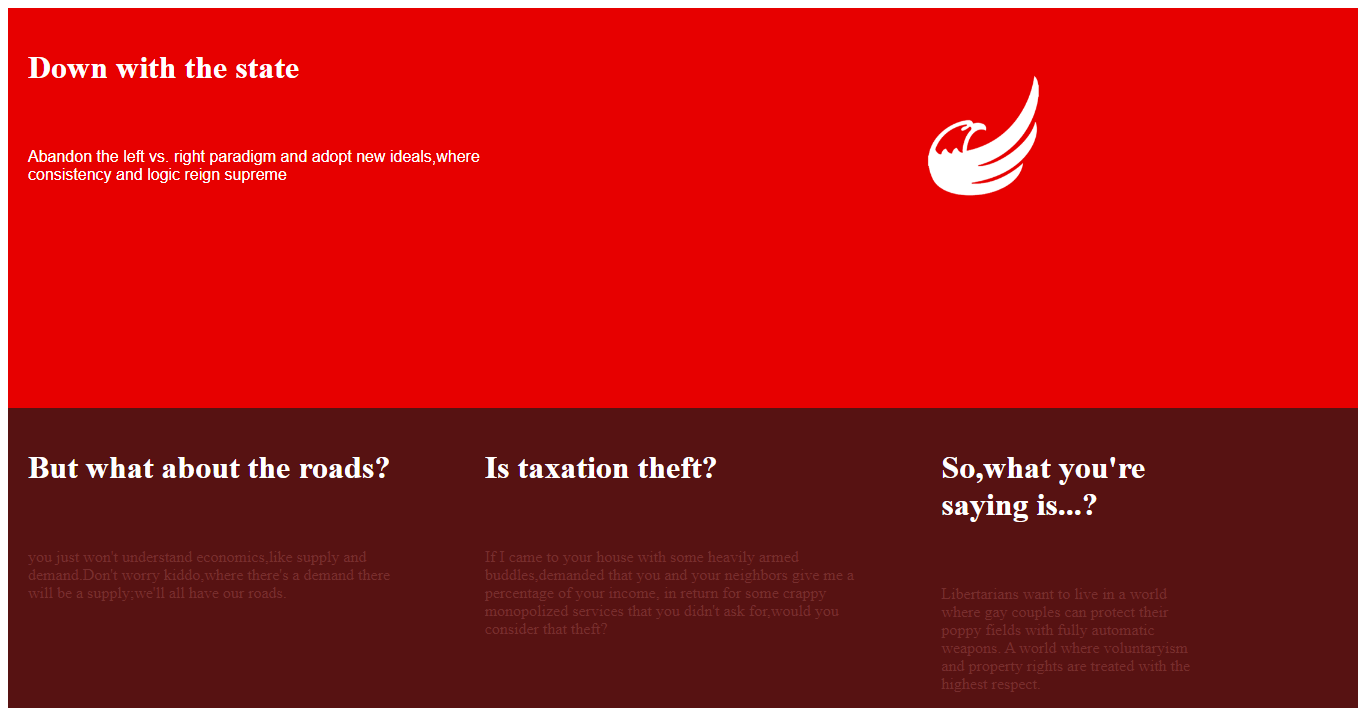 Down with the state
Abandon the left vs. right paradigm and adopt new ideals,where
consistency and logic reign supreme
But what about the roads?
you just won't understand economics,like supply and
demand.Don't worry kiddo,where there's a demand there
will be a supply;we'll all have our roads.
Is taxation theft?
If I came to your house with some heavily armed
buddles,demanded that you and your neighbors give me a
percentage of your income, in return for some crappy
monopolized services that you didn't ask for,would you
consider that theft?
So,what you're
saying is...?
Libertarians want to live in a world
where gay couples can protect their
poppy fields with fully automatic
weapons. A world where voluntaryism
and property rights are treated with the
highest respect.